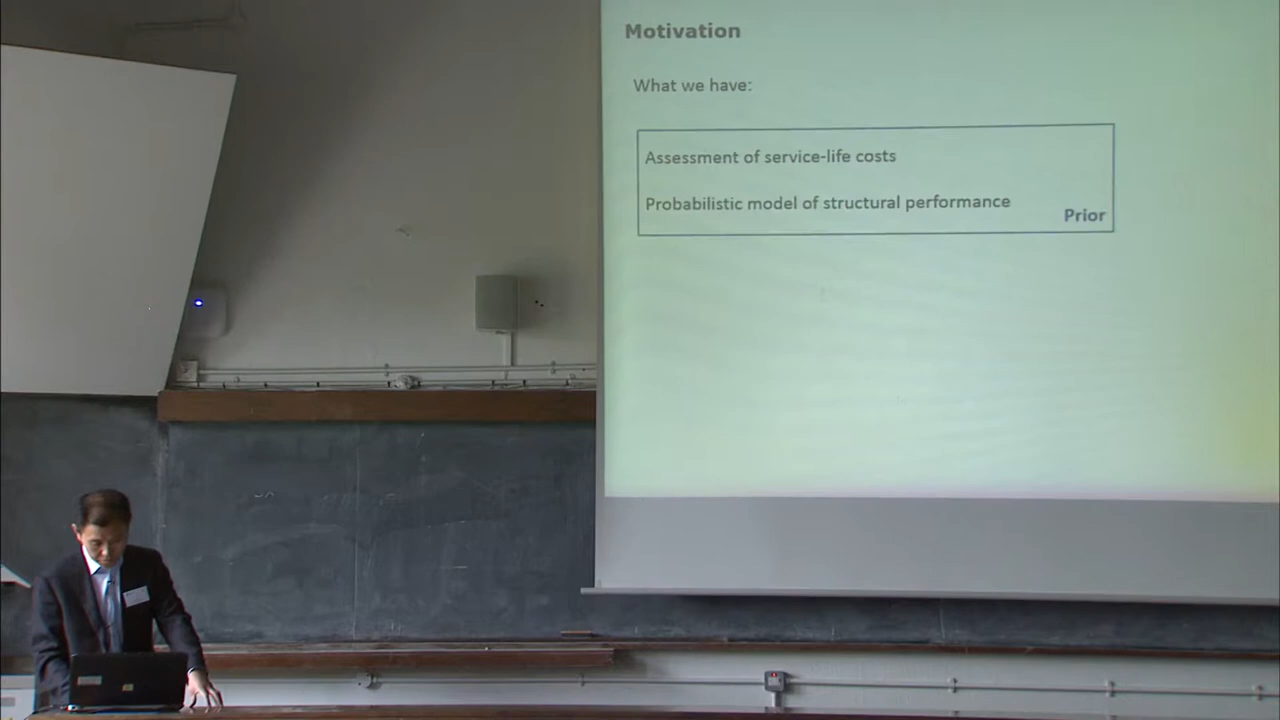 Motivation
What we have:
Assessment of service-life costs
Probabilistic model of structural performance
Prior